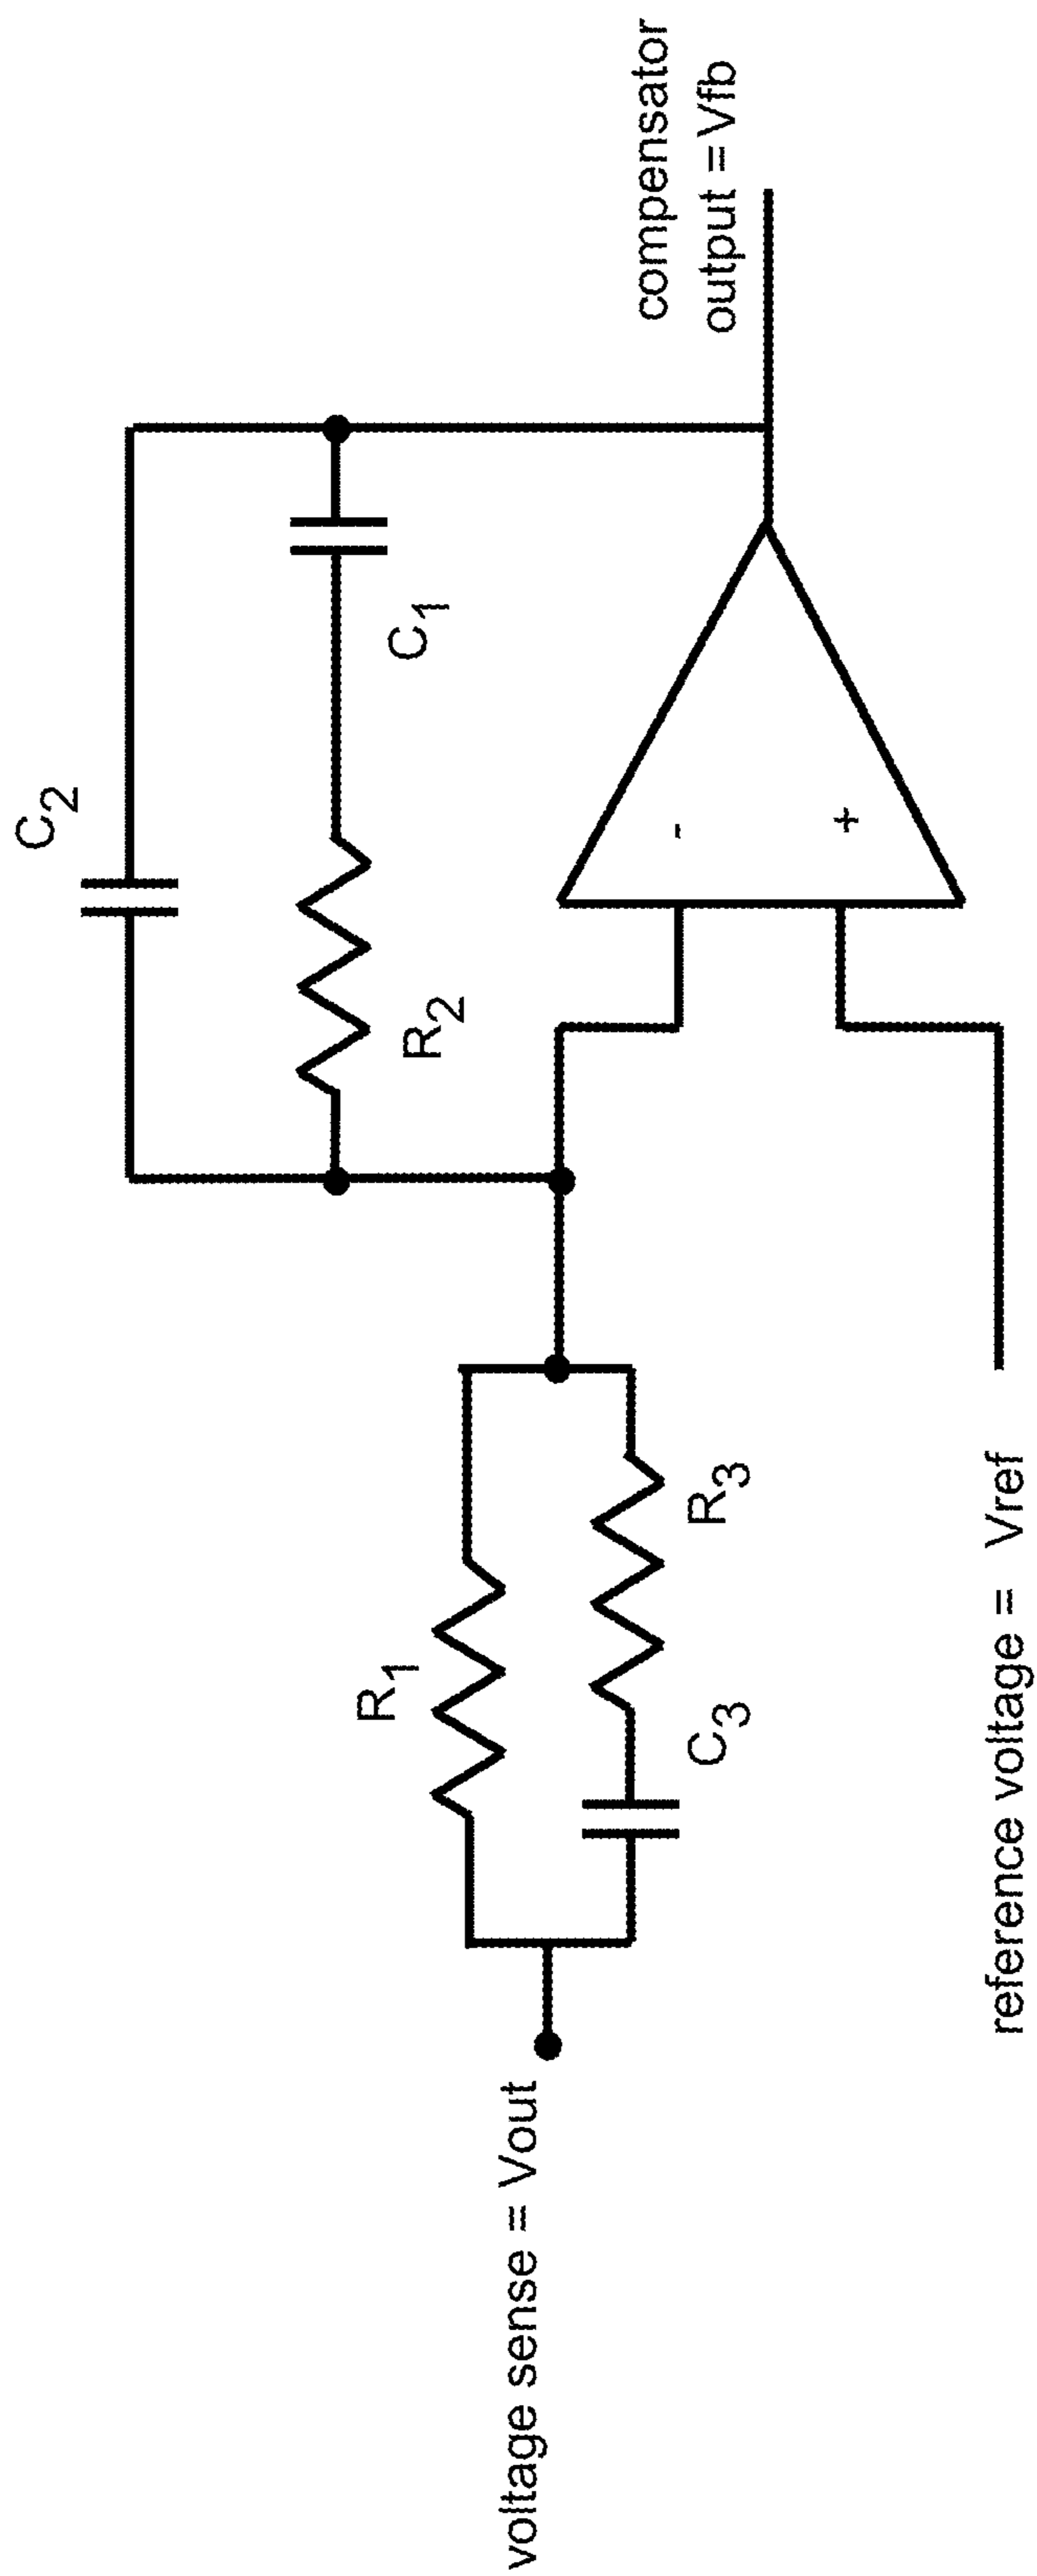 C2
compensator
output =Vfb
C1
R2
-
+
R1
R3
C3
voltage sense = Vout
reference voltage = Vref